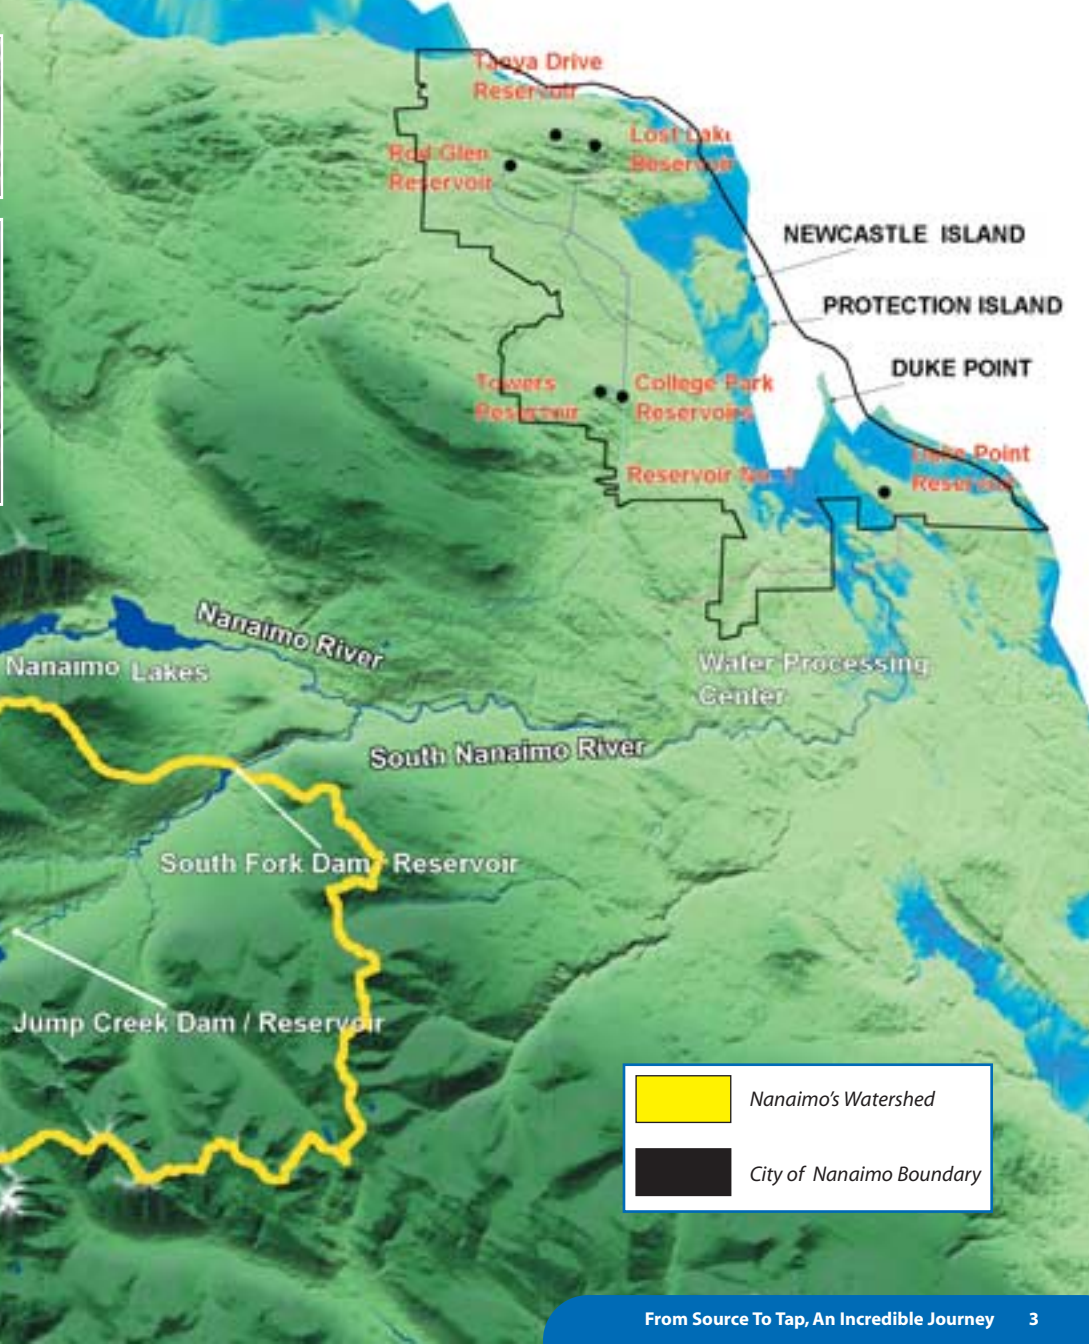 Tanya Drive
Reservoir
Lost Lake
Reservoir
Rod Glen
Reservoir
NEWCASTLE ISLAND
PROTECTION ISLAND
DUKE POINT
Towers
Reservoir
College Park
Reservoirs
Duke Point
Reservoir
Reservoir No. 1
Nanaimo River
Nanaimo Lakes
Water Processing
Center
South Nanaimo River
South Fork Dam / Reservoir
Jump Creek Dam / Reservoir
Nanaimo's Watershed
City of Nanaimo Boundary
From Source To Tap, An Incredible Journey 3